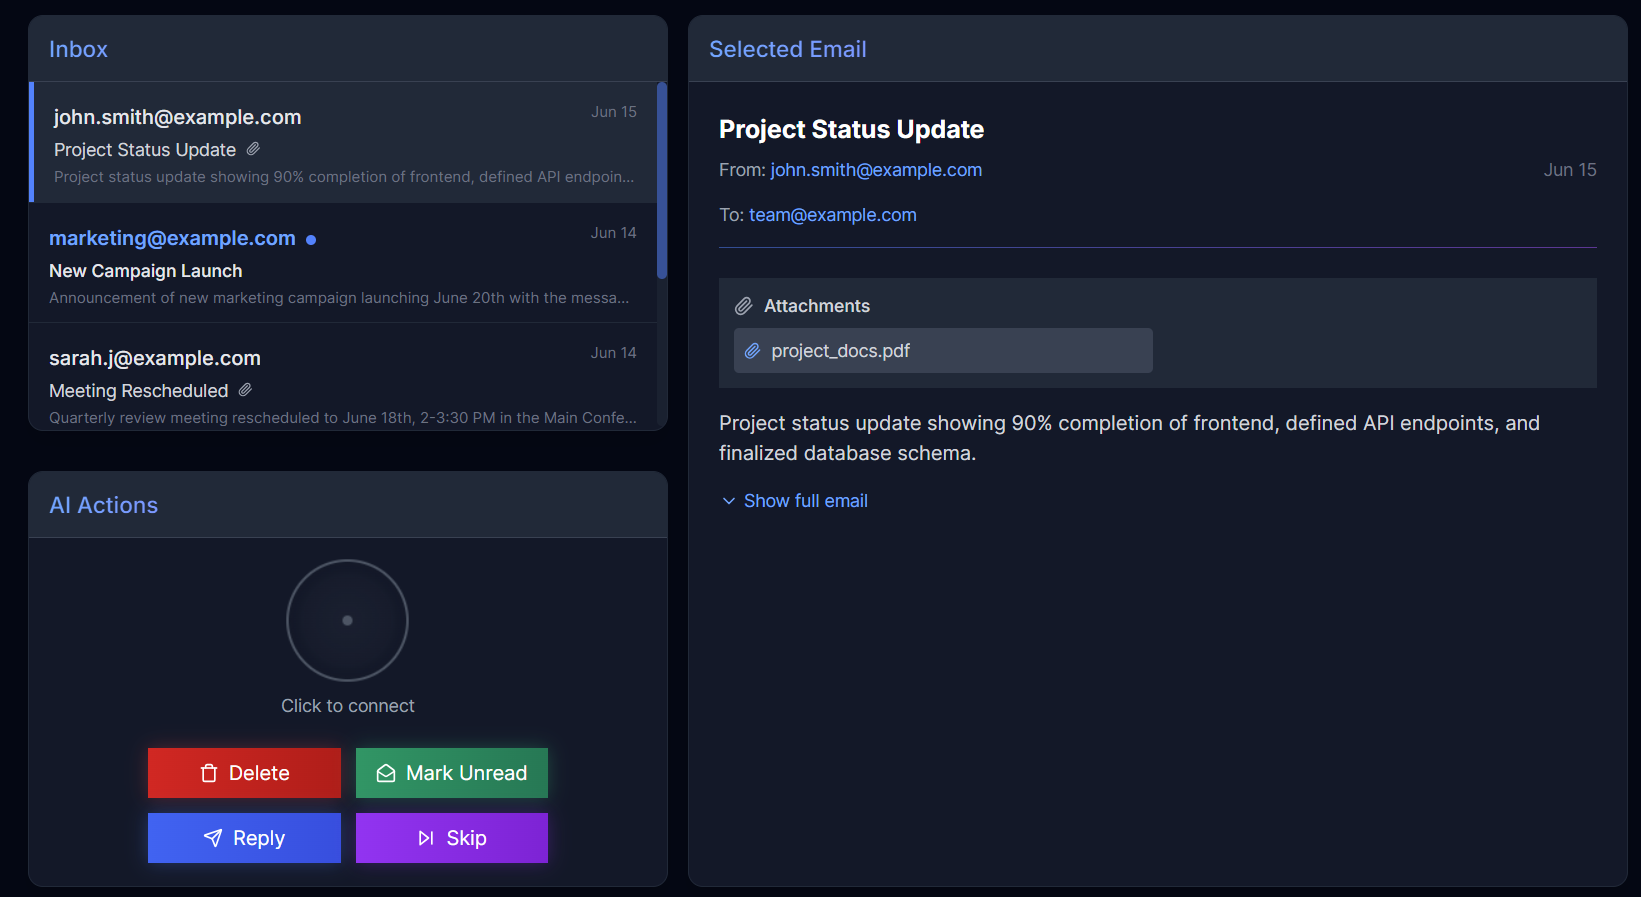 Inbox
john.smith@example.com
Jun 15
Project Status Update
Project status update showing 90% completion of frontend, defined API endpoin...
marketing@example.com
Jun 14
New Campaign Launch
Announcement of new marketing campaign launching June 20th with the messa...
sarah.j@example.com
Jun 14
Meeting Rescheduled
Quarterly review meeting rescheduled to June 18th, 2-3:30 PM in the Main Confe...
AI Actions
Click to connect
Delete
Mark Unread
Reply
Skip
Selected Email
Project Status Update
From: john.smith@example.com
Jun 15
To: team@example.com
Attachments
project_docs.pdf
Project status update showing 90% completion of frontend, defined API endpoints, and
finalized database schema.
Show full email